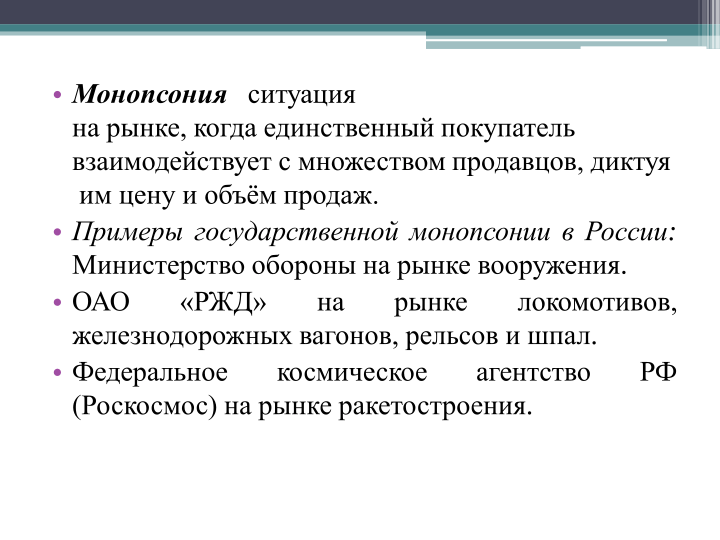 • Монопсония ситуация
на рынке, когда единственный покупатель
взаимодействует с множеством продавцов, диктуя
им цену и объём продаж.
• Примеры государственной монопсонии в России:
Министерство обороны на рынке вооружения.
• ОАО «РЖД» на рынке локомотивов,
железнодорожных вагонов, рельсов и шпал.
• Федеральное космическое агентство РФ
(Роскосмос) на рынке ракетостроения.